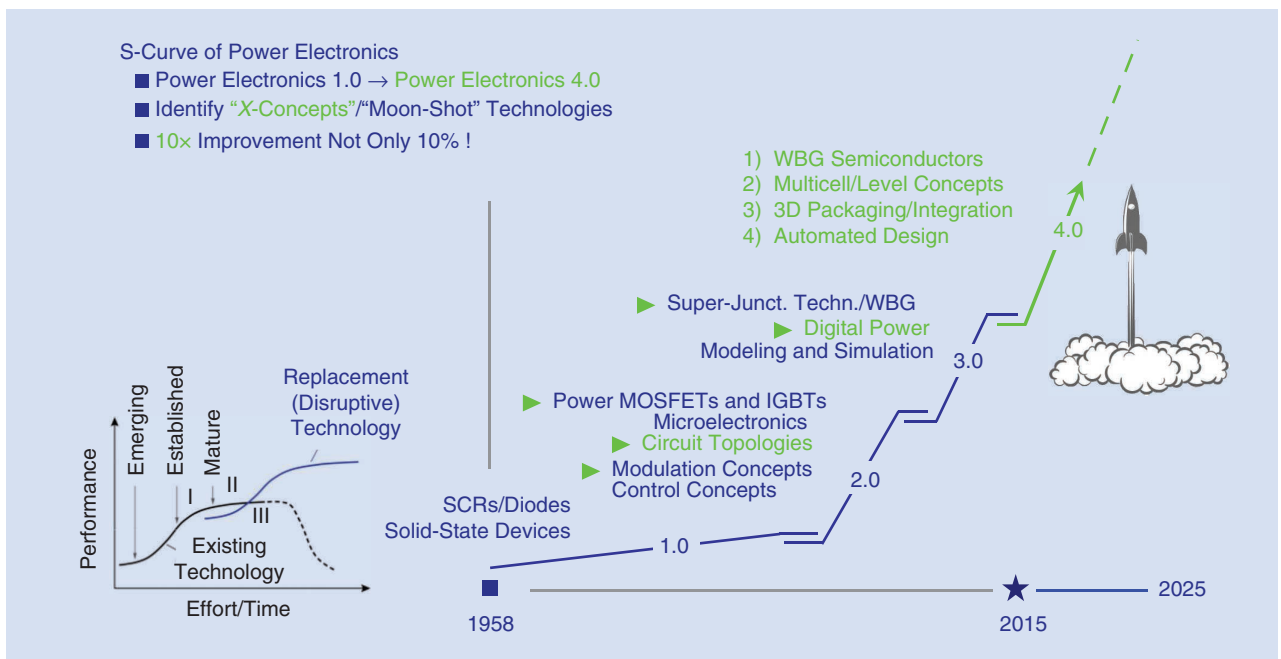 S-Curve of Power Electronics
■ Power Electronics 1.0 → Power Electronics 4.0
■ Identify “X-Concepts”/“Moon-Shot” Technologies
■ 10× Improvement Not Only 10% !
1) WBG Semiconductors
2) Multicell/Level Concepts
3) 3D Packaging/Integration
4) Automated Design
4.0
Super-Junct. Techn./WBG
Digital Power
Modeling and Simulation
3.0
Power MOSFETs and IGBTs
Microelectronics
Circuit Topologies
Modulation Concepts
Control Concepts
2.0
SCRs/Diodes
Solid-State Devices
1.0
Replacement
(Disruptive)
Technology
Emerging
Established
Mature
I
II
III
Existing
Technology
Performance
Effort/Time
1958
2015
2025